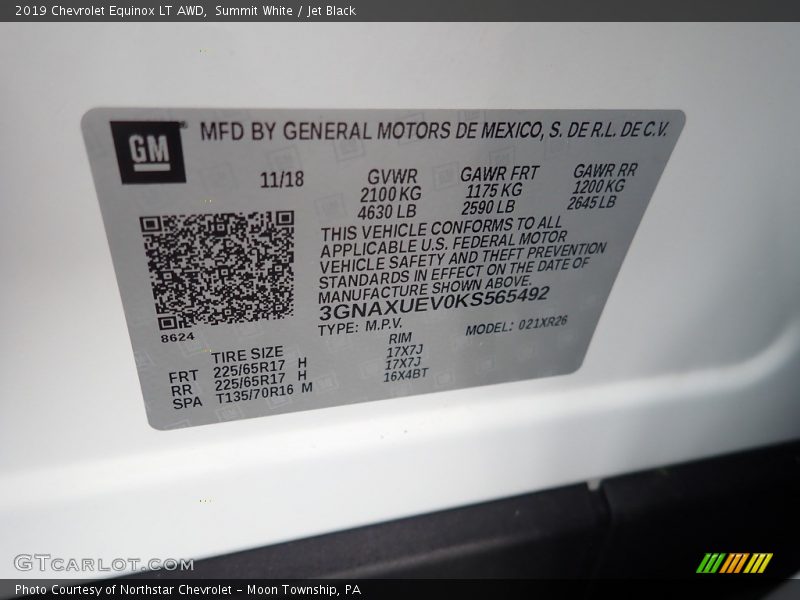 2019 Chevrolet Equinox LT AWD, Summit White / Jet Black
GM
MFD BY GENERAL MOTORS DE MEXICO, S. DE R.L. DE C.V.
11/18 GVWR GAWR FRT GAWR RR
2100 KG 1175 KG 1200 KG
4630 LB 2590 LB 2645 LB
THIS VEHICLE CONFORMS TO ALL
APPLICABLE U.S. FEDERAL MOTOR
VEHICLE SAFETY AND THEFT PREVENTION
STANDARDS IN EFFECT ON THE DATE OF
MANUFACTURE SHOWN ABOVE.
3GNAXUEV0KS565492
TYPE: M.P.V. MODEL: 021XR26
8624
TIRE SIZE RIM
FRT 225/65R17 H 17X7J
RR 225/65R17 H 17X7J
SPA T135/70R16 M 16X4BT
GTCARLOT.COM
Photo Courtesy of Northstar Chevrolet - Moon Township, PA